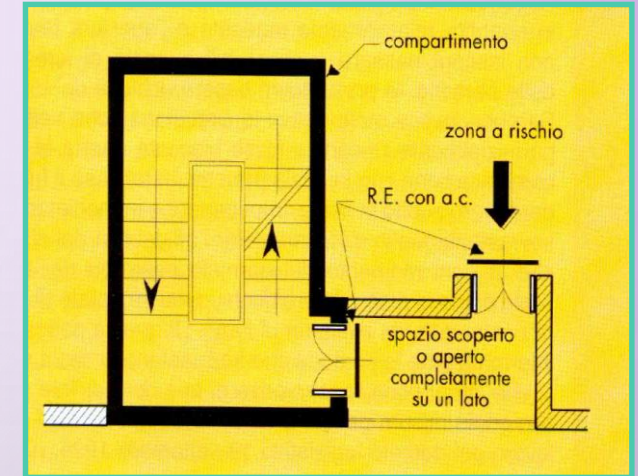 compartimento
zona a rischio
R.E. con a.c.
spazio scoperto
o aperto
completamente
su un lato